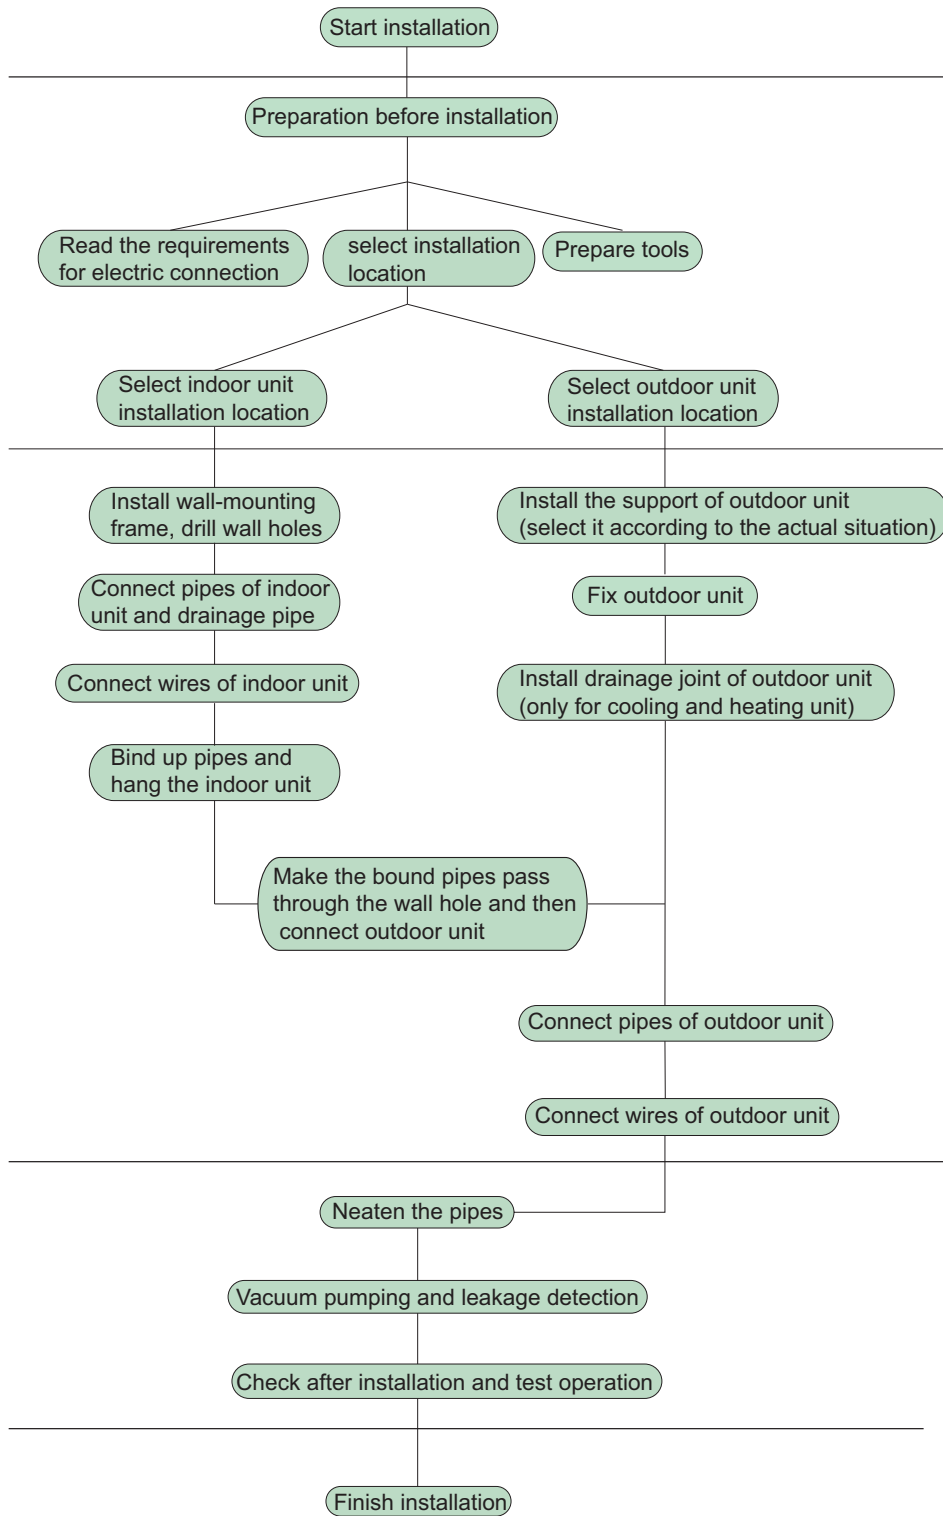 Start installation
Preparation before installation
Read the requirements
for electric connection
select installation
location
Prepare tools
Select indoor unit
installation location
Select outdoor unit
installation location
Install wall-mounting
frame, drill wall holes
Install the support of outdoor unit
(select it according to the actual situation)
Connect pipes of indoor
unit and drainage pipe
Fix outdoor unit
Connect wires of indoor unit
Install drainage joint of outdoor unit
(only for cooling and heating unit)
Bind up pipes and
hang the indoor unit
Make the bound pipes pass
through the wall hole and then
connect outdoor unit
Connect pipes of outdoor unit
Connect wires of outdoor unit
Neaten the pipes
Vacuum pumping and leakage detection
Check after installation and test operation
Finish installation